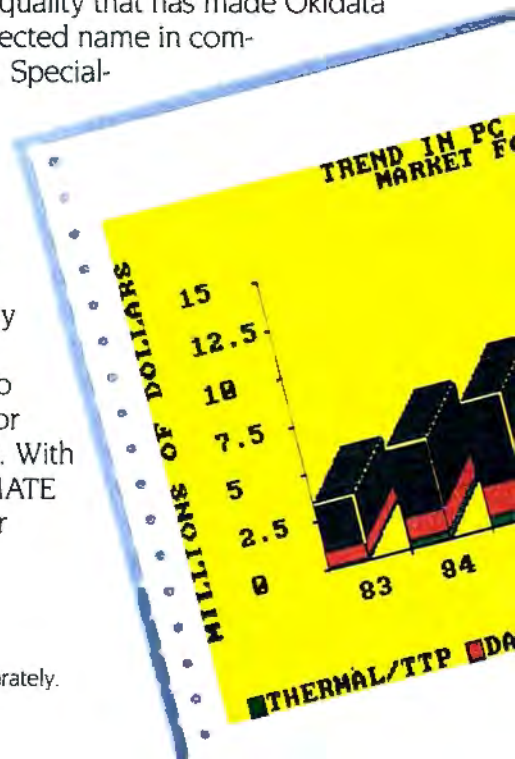 quality that has made Okidata
ected name in com-
Special-
y
o
or
. With
IATE
r
rately.
TREND IN PC
MARKET FO
MILLIONS OF DOLLARS
15
12.5
10
7.5
5
2.5
0
83 84
THERMAL/TTP DA